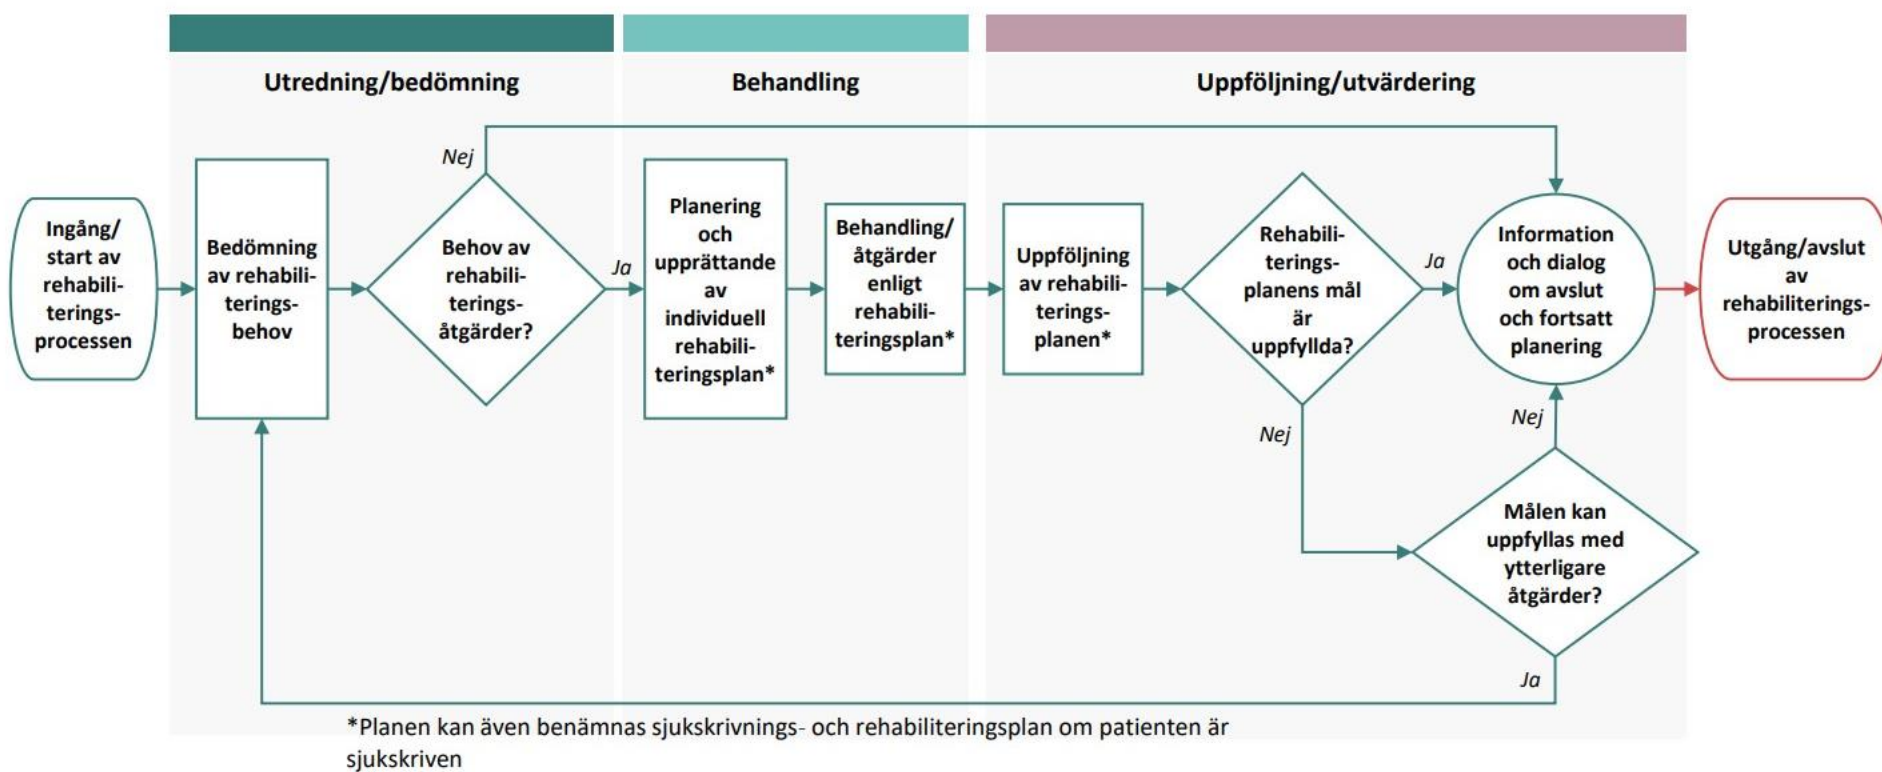 Utredning/bedömning
Behandling
Uppföljning/utvärdering
Nej
Ingång/
start av
rehabili-
terings-
processen
Bedömning
av rehabili-
terings-
behov
Behov av
rehabili-
terings-
åtgärder?
Ja
Planering
och
upprättande
av
individuell
rehabili-
teringsplan*
Behandling/
åtgärder
enligt
rehabili-
teringsplan*
Uppföljning
av rehabili-
terings-
planen*
Rehabili-
terings-
planens mål
är
uppfyllda?
Ja
Information
och dialog
om avslut
och fortsatt
planering
Utgång/avslut
av
rehabiliterings-
processen
Nej
Nej
Målen kan
uppfyllas med
ytterligare
åtgärder?
Ja
*Planen kan även benämnas sjukskrivnings- och rehabiliteringsplan om patienten är
sjukskriven